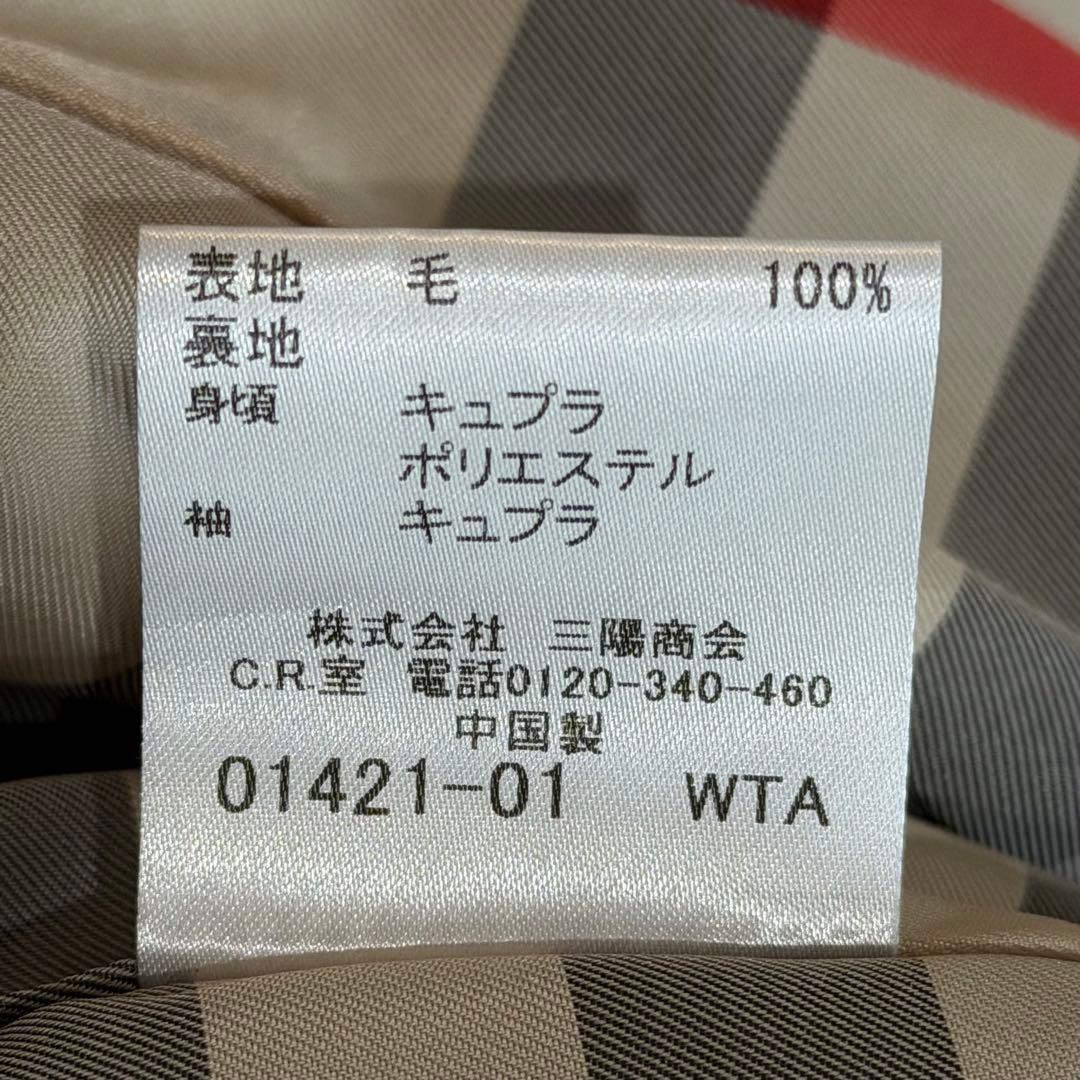 表地 毛 100%
裏地
身頃 キュプラ
ポリエステル
袖 キュプラ
株式会社 三陽商会
C.R.室 電話0120-340-460
中国製
01421-01 WTA